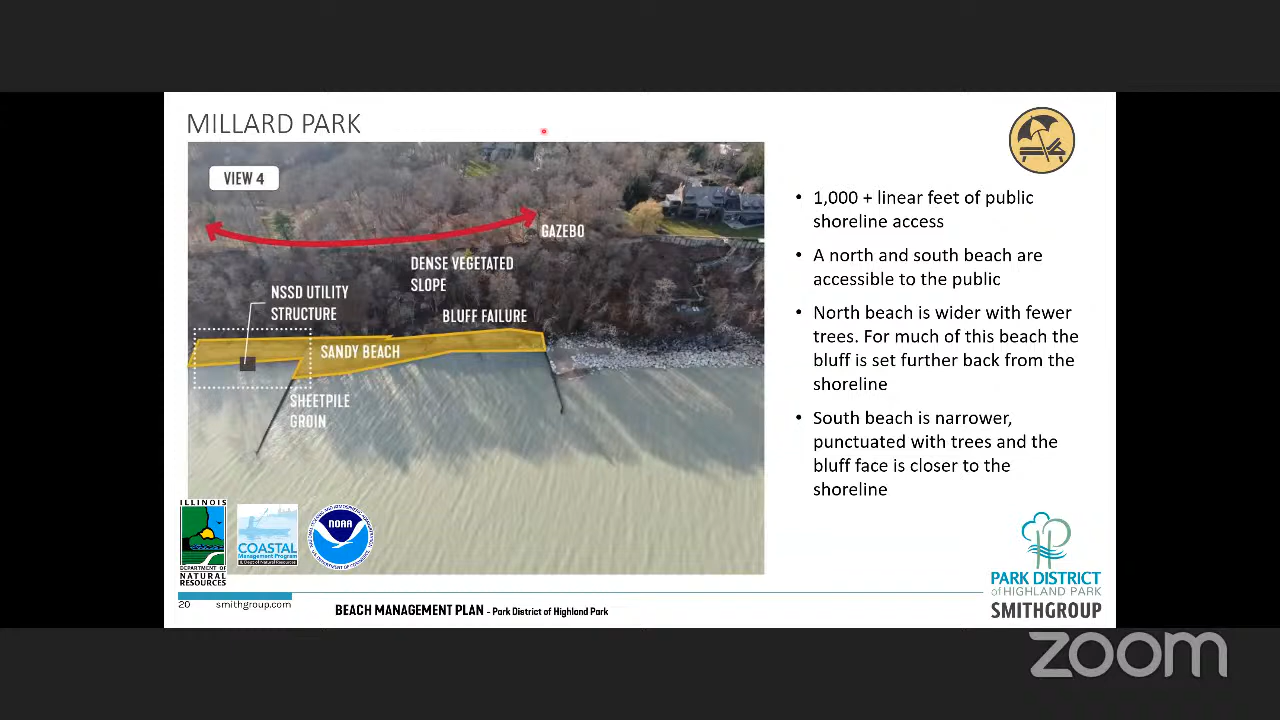 MILLARD PARK
VIEW 4
GAZEBO
DENSE VEGETATED
SLOPE
NSSD UTILITY
STRUCTURE
BLUFF FAILURE
SANDY BEACH
SHEETPILE
GROIN
• 1,000 + linear feet of public
shoreline access
• A north and south beach are
accessible to the public
• North beach is wider with fewer
trees. For much of this beach the
bluff is set further back from the
shoreline
• South beach is narrower,
punctuated with trees and the
bluff face is closer to the
shoreline
ILLINOIS
DEPARTMENT OF
NATURAL
RESOURCES
COASTAL
Management Program
NOAA
PARK DISTRICT
of HIGHLAND PARK
SMITHGROUP
20 smithgroup.com
BEACH MANAGEMENT PLAN - Park District of Highland Park
zoom